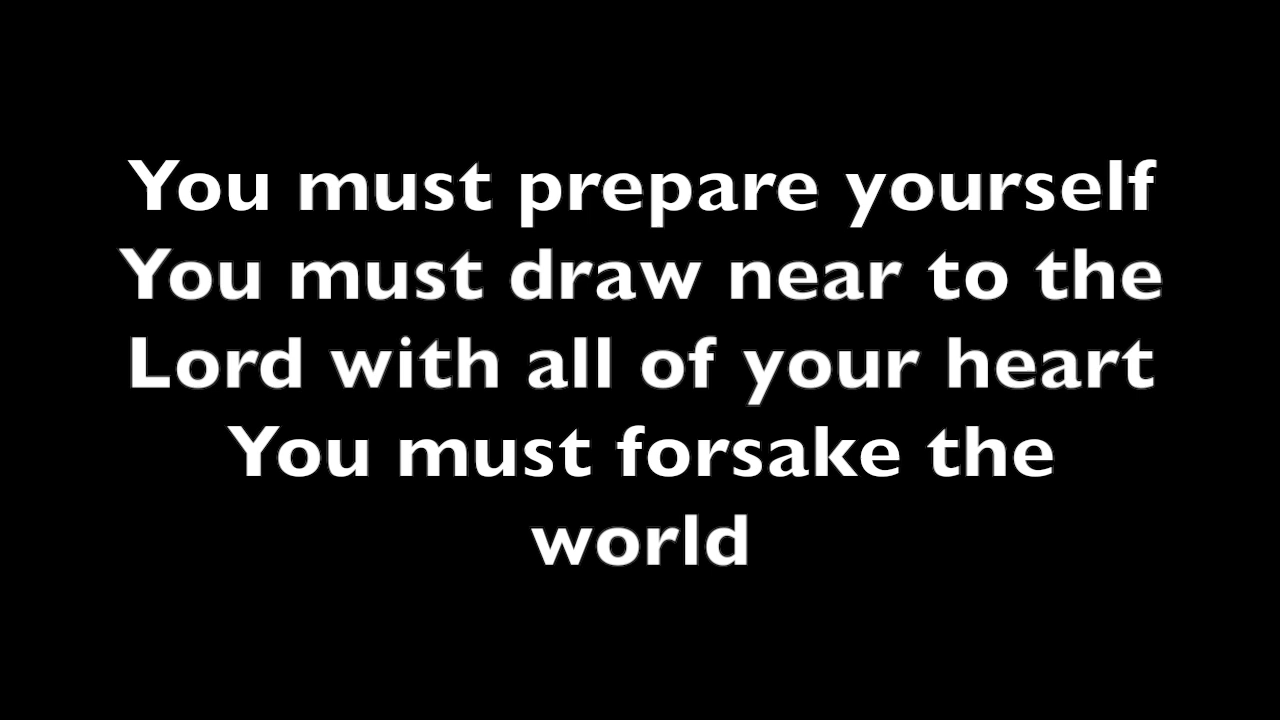 You must prepare yourself
You must draw near to the
Lord with all of your heart
You must forsake the
world